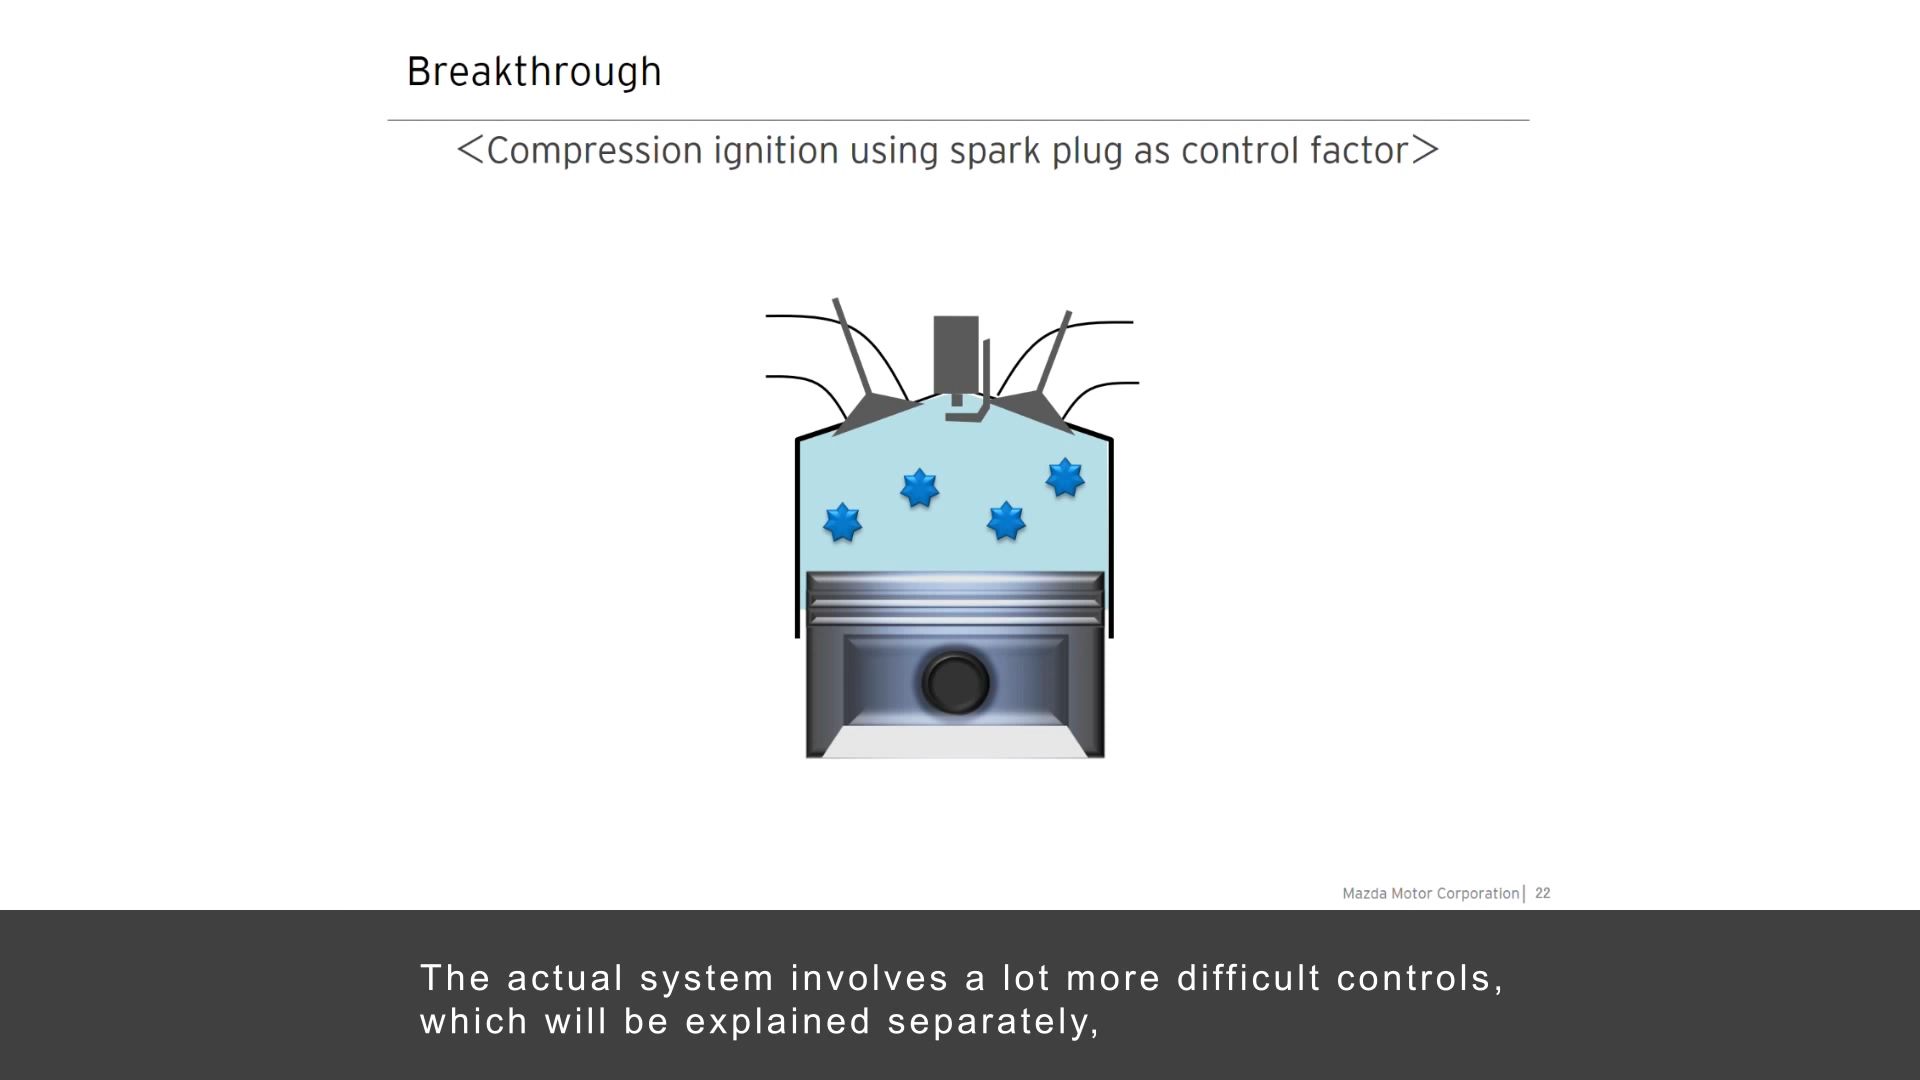 Breakthrough
<Compression ignition using spark plug as control factor>
Mazda Motor Corporation| 22
The actual system involves a lot more difficult controls,
which will be explained separately,